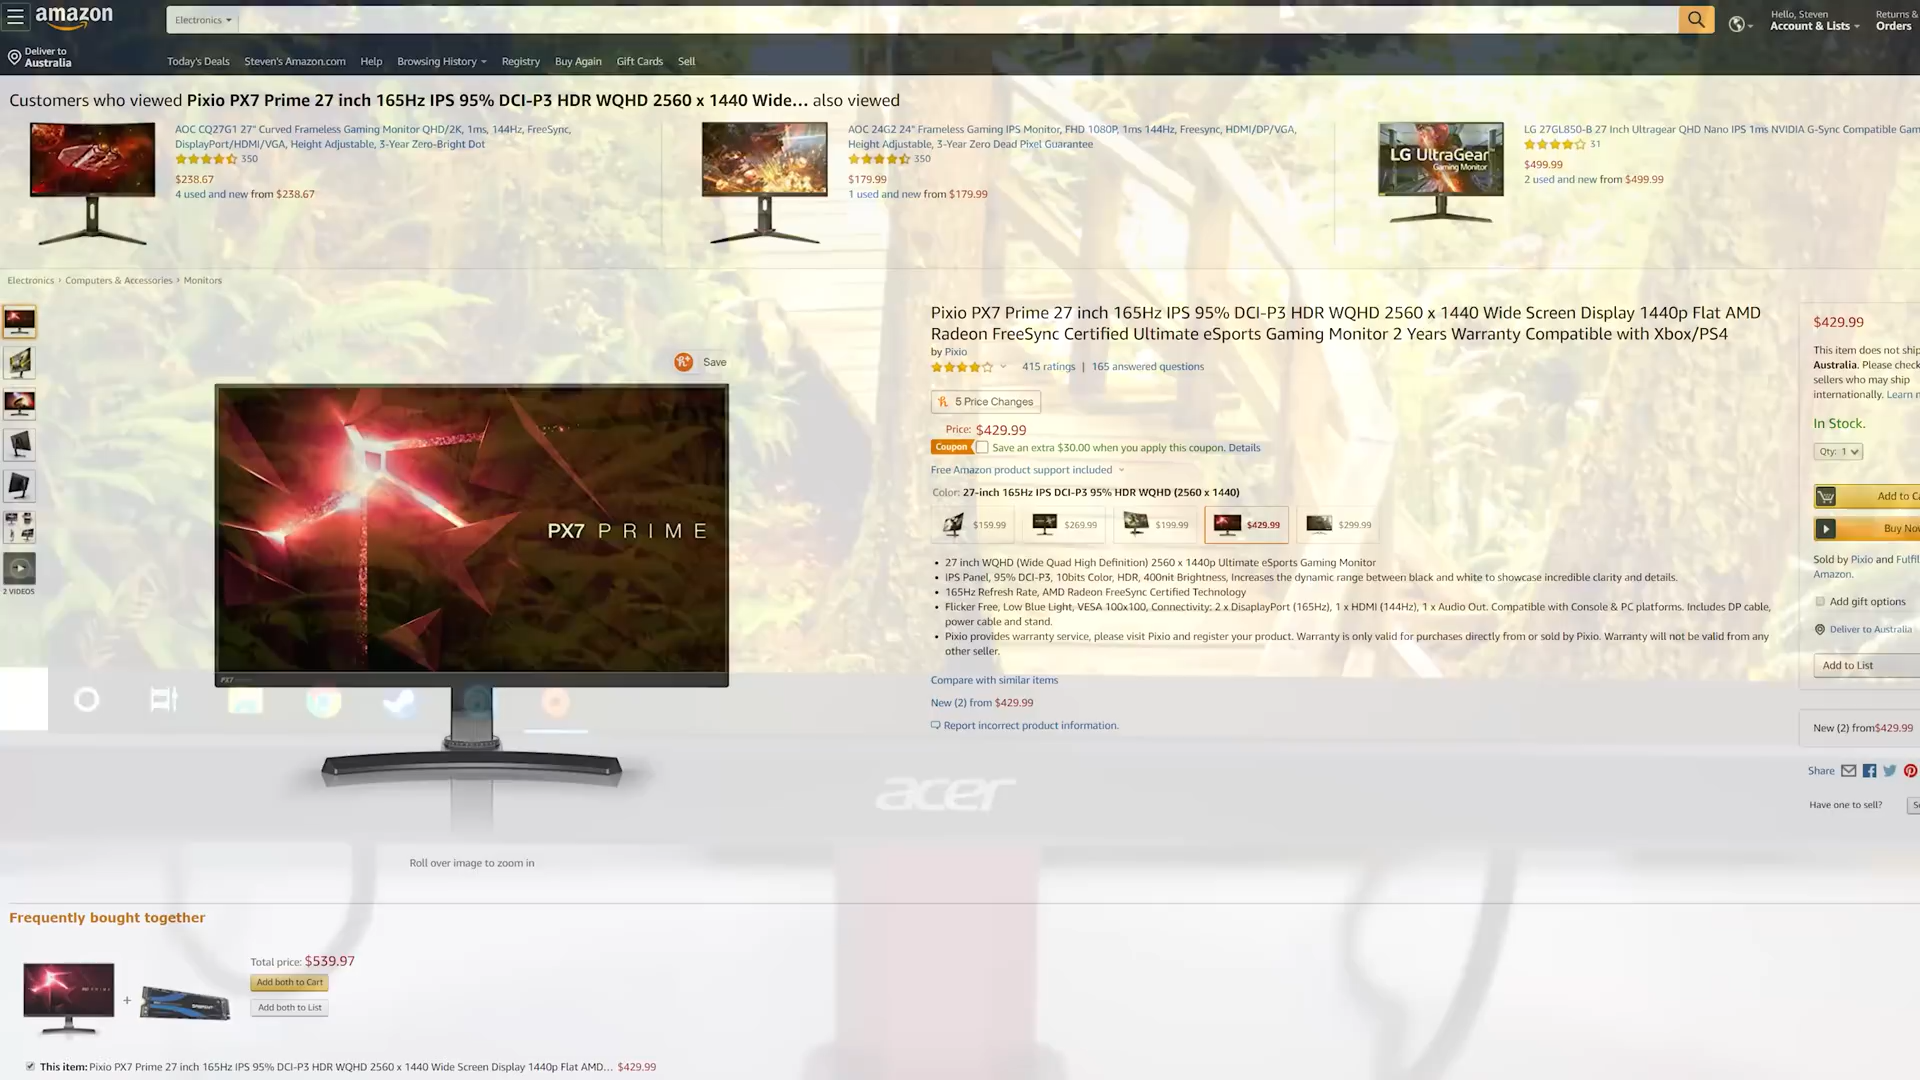 amazon
Electronics
Hello, Steven
Account & Lists
Returns &
Orders
Deliver to
Australia
Today's Deals Steven's Amazon.com Help Browsing History Registry Buy Again Gift Cards Sell
Customers who viewed Pixio PX7 Prime 27 inch 165Hz IPS 95% DCI-P3 HDR WQHD 2560 x 1440 Wide... also viewed
AOC CQ27G1 27" Curved Frameless Gaming Monitor QHD/2K, 1ms, 144Hz, FreeSync,
DisplayPort/HDMI/VGA, Height Adjustable, 3-Year Zero-Bright Dot
350
$238.67
4 used and new from $238.67
AOC 24G2 24" Frameless Gaming IPS Monitor, FHD 1080P, 1ms 144Hz, Freesync, HDMI/DP/VGA,
Height Adjustable, 3-Year Zero Dead Pixel Guarantee
350
$179.99
1 used and new from $179.99
LG UltraGear
Gaming Monitor
LG 27GL850-B 27 Inch Ultragear QHD Nano IPS 1ms NVIDIA G-Sync Compatible Gam
31
$499.99
2 used and new from $499.99
Electronics › Computers & Accessories › Monitors
Save
PX7 PRIME
PX7
2 VIDEOS
acer
Roll over image to zoom in
Pixio PX7 Prime 27 inch 165Hz IPS 95% DCI-P3 HDR WQHD 2560 x 1440 Wide Screen Display 1440p Flat AMD
Radeon FreeSync Certified Ultimate eSports Gaming Monitor 2 Years Warranty Compatible with Xbox/PS4
by Pixio
415 ratings | 165 answered questions
5 Price Changes
Price: $429.99
Coupon Save an extra $30.00 when you apply this coupon. Details
Free Amazon product support included
Color: 27-inch 165Hz IPS DCI-P3 95% HDR WQHD (2560 x 1440)
$159.99 $269.99 $199.99 $429.99 $299.99
• 27 inch WQHD (Wide Quad High Definition) 2560 x 1440p Ultimate eSports Gaming Monitor
• IPS Panel, 95% DCI-P3, 10bits Color, HDR, 400nit Brightness, Increases the dynamic range between black and white to showcase incredible clarity and details.
• 165Hz Refresh Rate, AMD Radeon FreeSync Certified Technology
• Flicker Free, Low Blue Light, VESA 100x100, Connectivity: 2 x DisaplayPort (165Hz), 1 x HDMI (144Hz), 1 x Audio Out. Compatible with Console & PC platforms. Includes DP cable,
power cable and stand.
• Pixio provides warranty service, please visit Pixio and register your product. Warranty is only valid for purchases directly from or sold by Pixio. Warranty will not be valid from any
other seller.
Compare with similar items
New (2) from $429.99
Report incorrect product information.
$429.99
This item does not ship
Australia. Please check
sellers who may ship
internationally. Learn m
In Stock.
Qty: 1
Add to Ca
Buy Nov
Sold by Pixio and Fulfil
Amazon.
Add gift options
Deliver to Australia
Add to List
New (2) from$429.99
Share
Have one to sell?
Frequently bought together
Total price: $539.97
Add both to Cart
Add both to List
+
This item: Pixio PX7 Prime 27 inch 165Hz IPS 95% DCI-P3 HDR WQHD 2560 x 1440 Wide Screen Display 1440p Flat AMD... $429.99